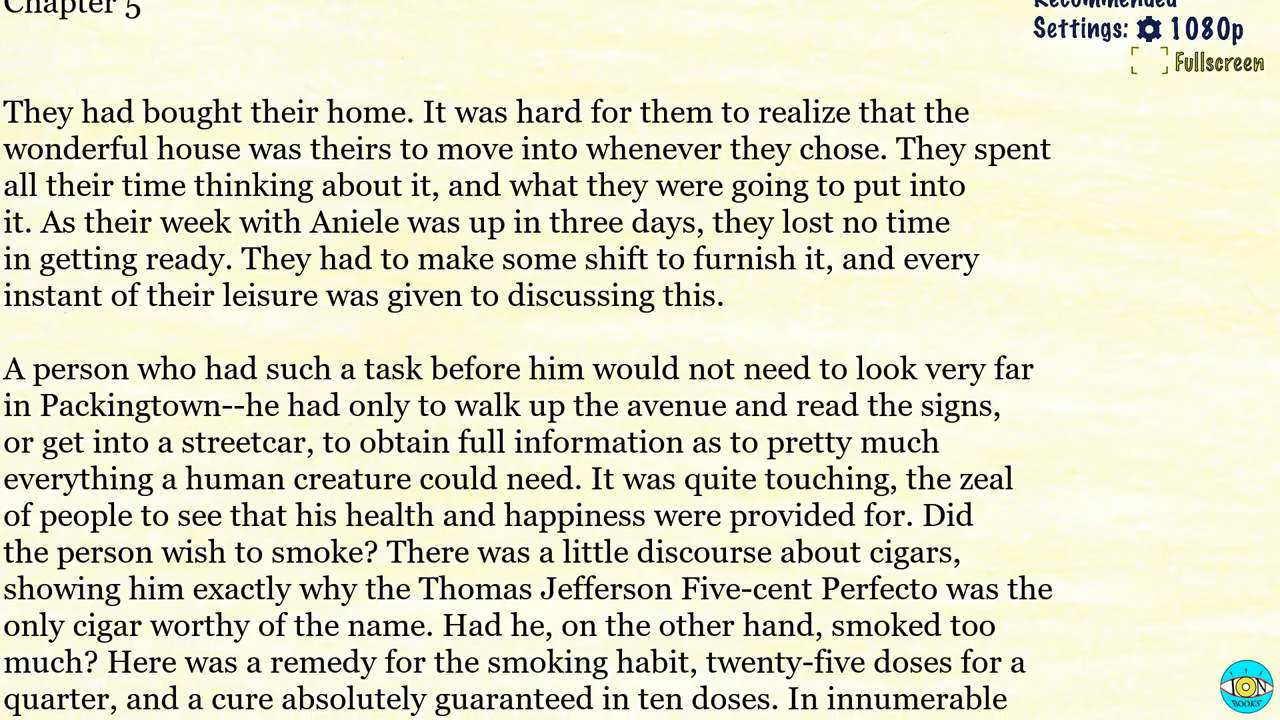 Chapter 5
Recommended
Settings: 1080p
Fullscreen
They had bought their home. It was hard for them to realize that the
wonderful house was theirs to move into whenever they chose. They spent
all their time thinking about it, and what they were going to put into
it. As their week with Aniele was up in three days, they lost no time
in getting ready. They had to make some shift to furnish it, and every
instant of their leisure was given to discussing this.
A person who had such a task before him would not need to look very far
in Packingtown--he had only to walk up the avenue and read the signs,
or get into a streetcar, to obtain full information as to pretty much
everything a human creature could need. It was quite touching, the zeal
of people to see that his health and happiness were provided for. Did
the person wish to smoke? There was a little discourse about cigars,
showing him exactly why the Thomas Jefferson Five-cent Perfecto was the
only cigar worthy of the name. Had he, on the other hand, smoked too
much? Here was a remedy for the smoking habit, twenty-five doses for a
quarter, and a cure absolutely guaranteed in ten doses. In innumerable
ION
BOOKS